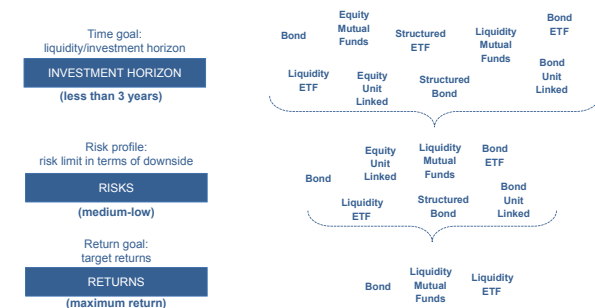 Time goal:
liquidity/investment horizon
INVESTMENT HORIZON
(less than 3 years)
Bond
Equity
Mutual
Funds
Structured
ETF
Liquidity
Mutual
Funds
Bond
ETF
Liquidity
ETF
Equity
Unit
Linked
Structured
Bond
Bond
Unit
Linked
Risk profile:
risk limit in terms of downside
RISKS
(medium-low)
Bond
Equity
Unit
Linked
Liquidity
Mutual
Funds
Bond
ETF
Liquidity
ETF
Structured
Bond
Bond
Unit
Linked
Return goal:
target returns
RETURNS
(maximum return)
Bond
Liquidity
Mutual
Funds
Liquidity
ETF